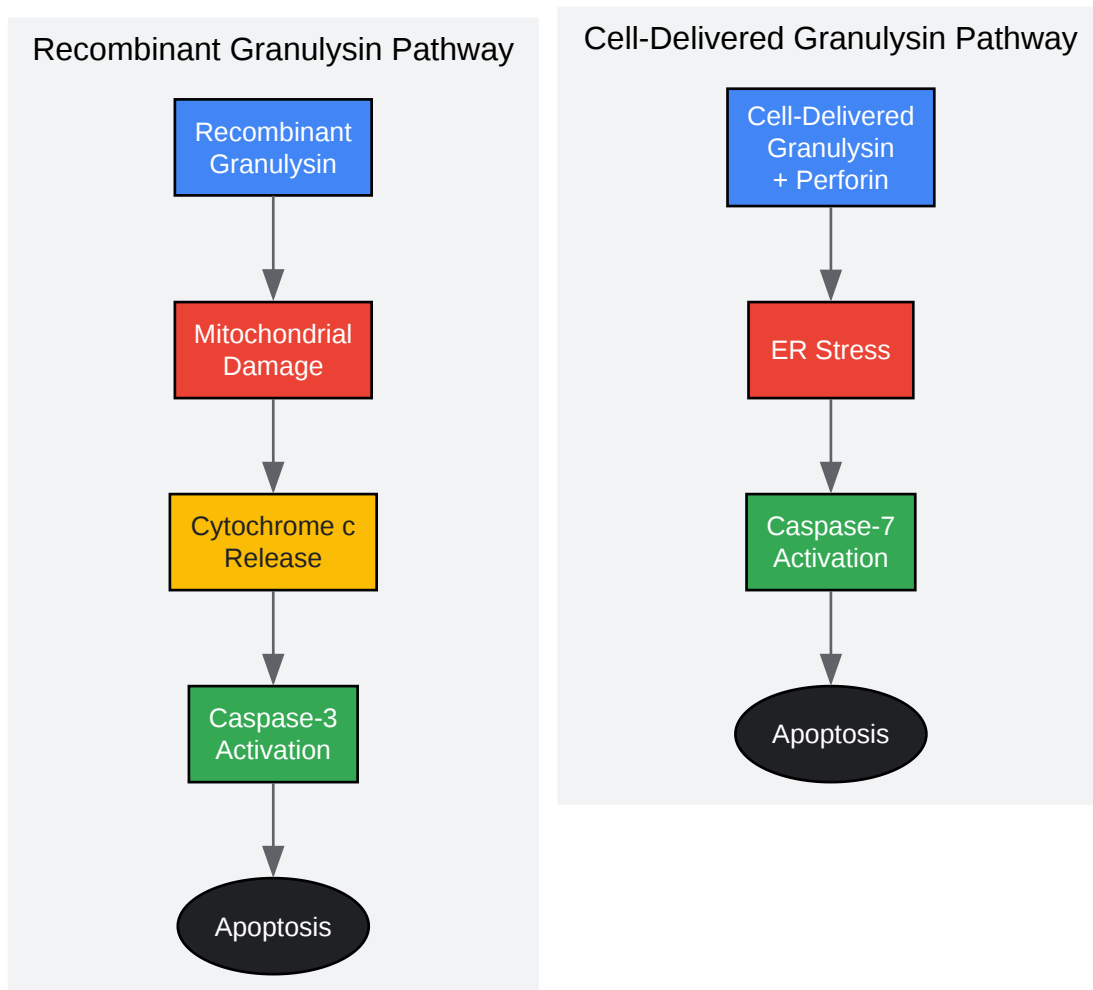 Recombinant Granulysin Pathway
Recombinant
Granulysin
Mitochondrial
Damage
Cytochrome c
Release
Caspase-3
Activation
Apoptosis
Cell-Delivered Granulysin Pathway
Cell-Delivered
Granulysin
+ Perforin
ER Stress
Caspase-7
Activation
Apoptosis